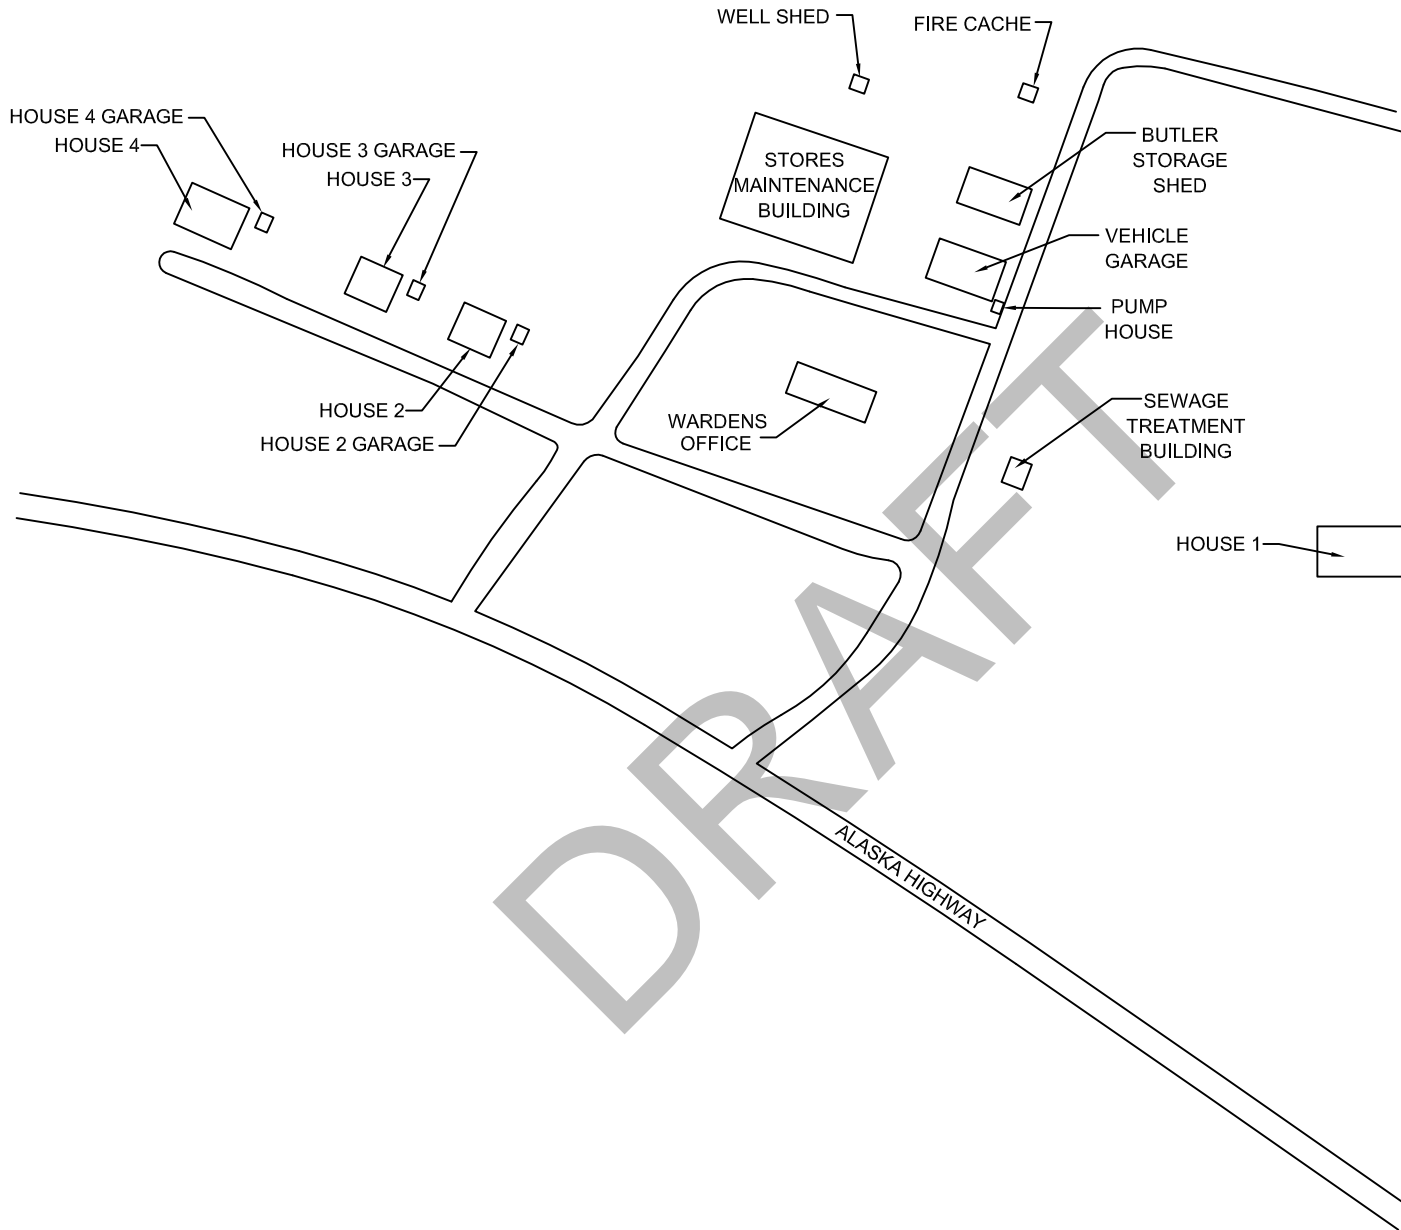 WELL SHED
FIRE CACHE
HOUSE 4 GARAGE
HOUSE 4
HOUSE 3 GARAGE
HOUSE 3
STORES
MAINTENANCE
BUILDING
BUTLER
STORAGE
SHED
VEHICLE
GARAGE
PUMP
HOUSE
HOUSE 2
HOUSE 2 GARAGE
WARDENS
OFFICE
SEWAGE
TREATMENT
BUILDING
HOUSE 1
ALASKA HIGHWAY
DRAFT